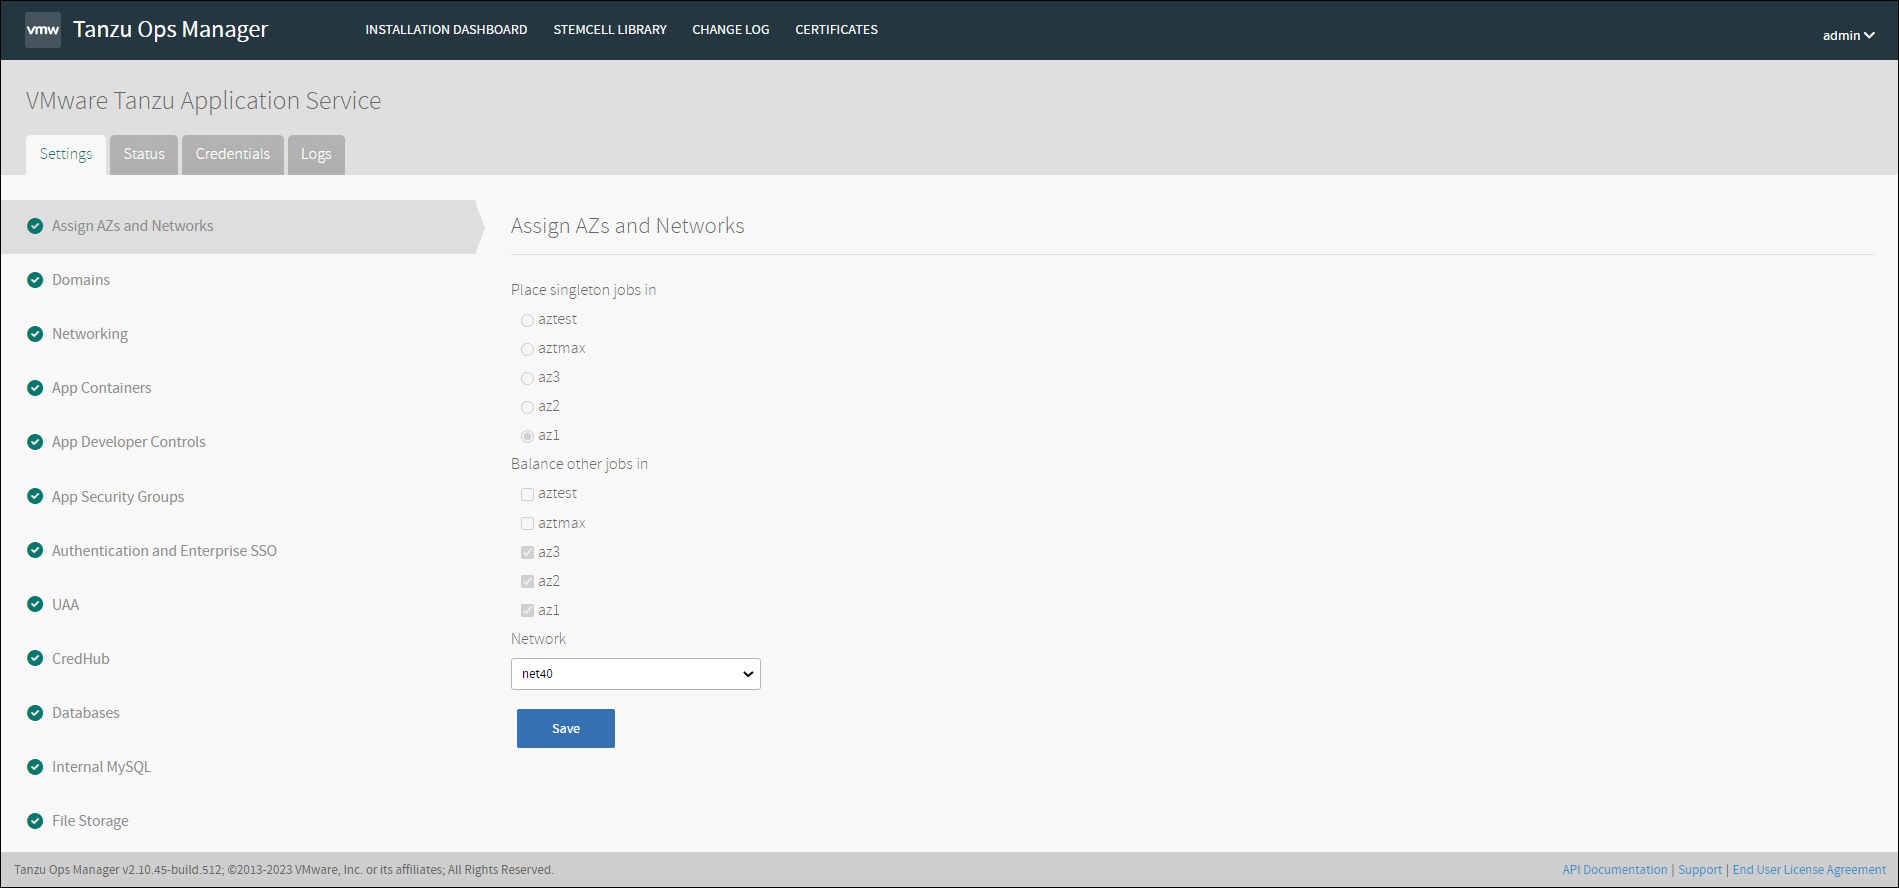 vmw Tanzu Ops Manager INSTALLATION DASHBOARD STEMCELL LIBRARY CHANGE LOG CERTIFICATES admin
VMware Tanzu Application Service
Settings Status Credentials Logs
Assign AZs and Networks
Domains
Networking
App Containers
App Developer Controls
App Security Groups
Authentication and Enterprise SSO
UAA
CredHub
Databases
Internal MySQL
File Storage
Assign AZs and Networks
Place singleton jobs in
aztest
aztmax
az3
az2
az1
Balance other jobs in
aztest
aztmax
az3
az2
az1
Network
net40
Save
Tanzu Ops Manager v2.10.45-build.512; ©2013-2023 VMware, Inc. or its affiliates; All Rights Reserved. API Documentation | Support | End User License Agreement